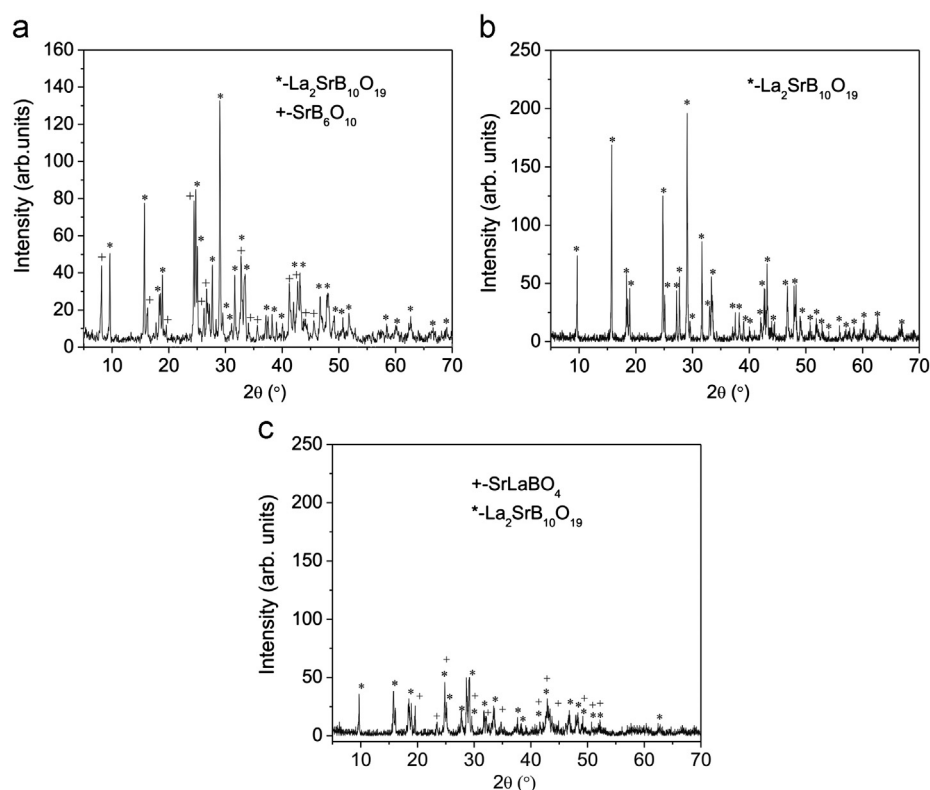 a
160
140
120
100
80
60
40
20
0
Intensity (arb.units)
*-La₂SrB₁₀O₁₉
+-SrB₆O₁₀
10 20 30 40 50 60 70
2θ (°)
b
250
200
150
100
50
0
Intensity (arb. units)
*-La₂SrB₁₀O₁₉
10 20 30 40 50 60 70
2θ (°)
c
250
200
150
100
50
0
Intensity (arb. units)
+-SrLaBO₄
*-La₂SrB₁₀O₁₉
10 20 30 40 50 60 70
2θ (°)